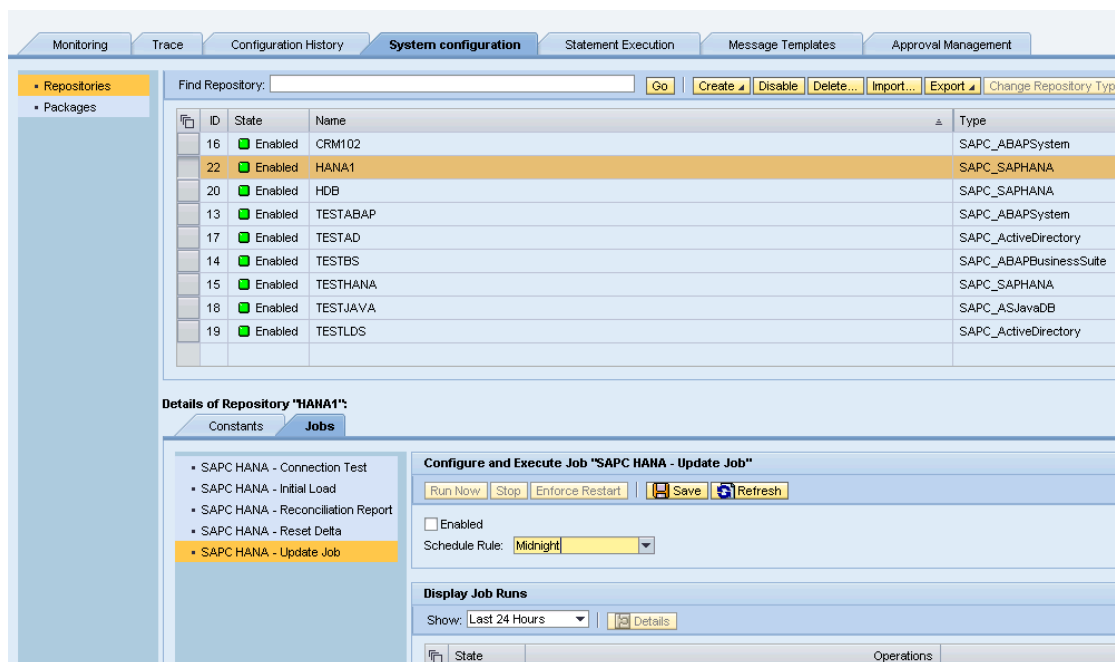 Monitoring Trace Configuration History System configuration Statement Execution Message Templates Approval Management
Repositories
Packages
Find Repository: Go Create Disable Delete... Import... Export Change Repository Typ
ID State Name Type
16 Enabled CRM102 SAPC_ABAPSystem
22 Enabled HANA1 SAPC_SAPHANA
20 Enabled HDB SAPC_SAPHANA
13 Enabled TESTABAP SAPC_ABAPSystem
17 Enabled TESTAD SAPC_ActiveDirectory
14 Enabled TESTBS SAPC_ABAPBusinessSuite
15 Enabled TESTHANA SAPC_SAPHANA
18 Enabled TESTJAVA SAPC_ASJavaDB
19 Enabled TESTLDS SAPC_ActiveDirectory
Details of Repository "HANA1":
Constants Jobs
SAPC HANA - Connection Test
SAPC HANA - Initial Load
SAPC HANA - Reconciliation Report
SAPC HANA - Reset Delta
SAPC HANA - Update Job
Configure and Execute Job "SAPC HANA - Update Job"
Run Now Stop Enforce Restart Save Refresh
Enabled
Schedule Rule: Midnight
Display Job Runs
Show: Last 24 Hours Details
State Operations